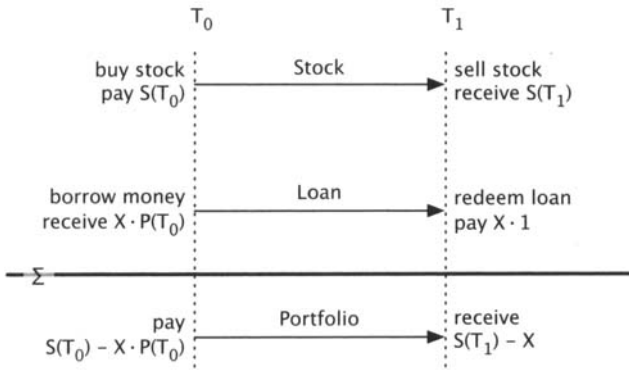 T₀ T₁
buy stock Stock sell stock
pay S(T₀) receive S(T₁)
borrow money Loan redeem loan
receive X · P(T₀) pay X · 1
Σ
pay Portfolio receive
S(T₀) – X · P(T₀) S(T₁) – X